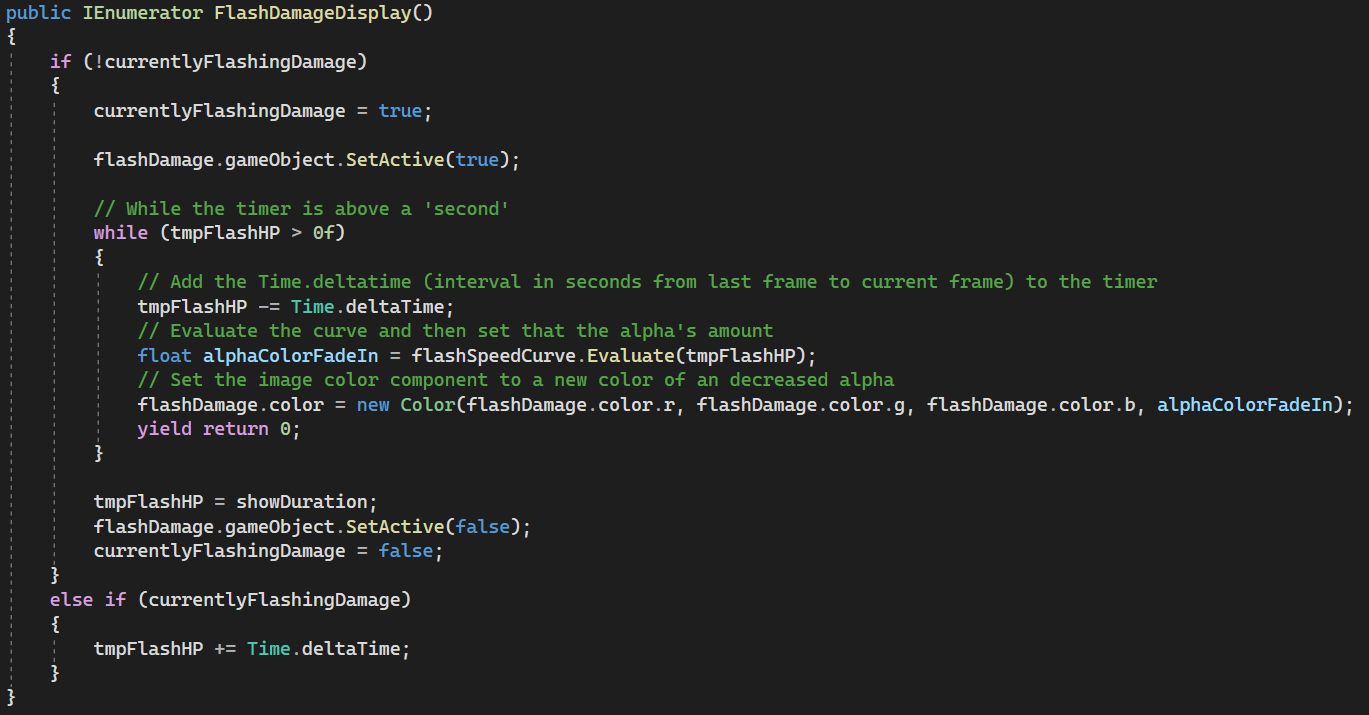 public IEnumerator FlashDamageDisplay()
{
    if (!currentlyFlashingDamage)
    {
        currentlyFlashingDamage = true;

        flashDamage.gameObject.SetActive(true);

        // While the timer is above a 'second'
        while (tmpFlashHP > 0f)
        {
            // Add the Time.deltatime (interval in seconds from last frame to current frame) to the timer
            tmpFlashHP -= Time.deltaTime;
            // Evaluate the curve and then set that the alpha's amount
            float alphaColorFadeIn = flashSpeedCurve.Evaluate(tmpFlashHP);
            // Set the image color component to a new color of an decreased alpha
            flashDamage.color = new Color(flashDamage.color.r, flashDamage.color.g, flashDamage.color.b, alphaColorFadeIn);
            yield return 0;
        }

        tmpFlashHP = showDuration;
        flashDamage.gameObject.SetActive(false);
        currentlyFlashingDamage = false;
    }
    else if (currentlyFlashingDamage)
    {
        tmpFlashHP += Time.deltaTime;
    }
}